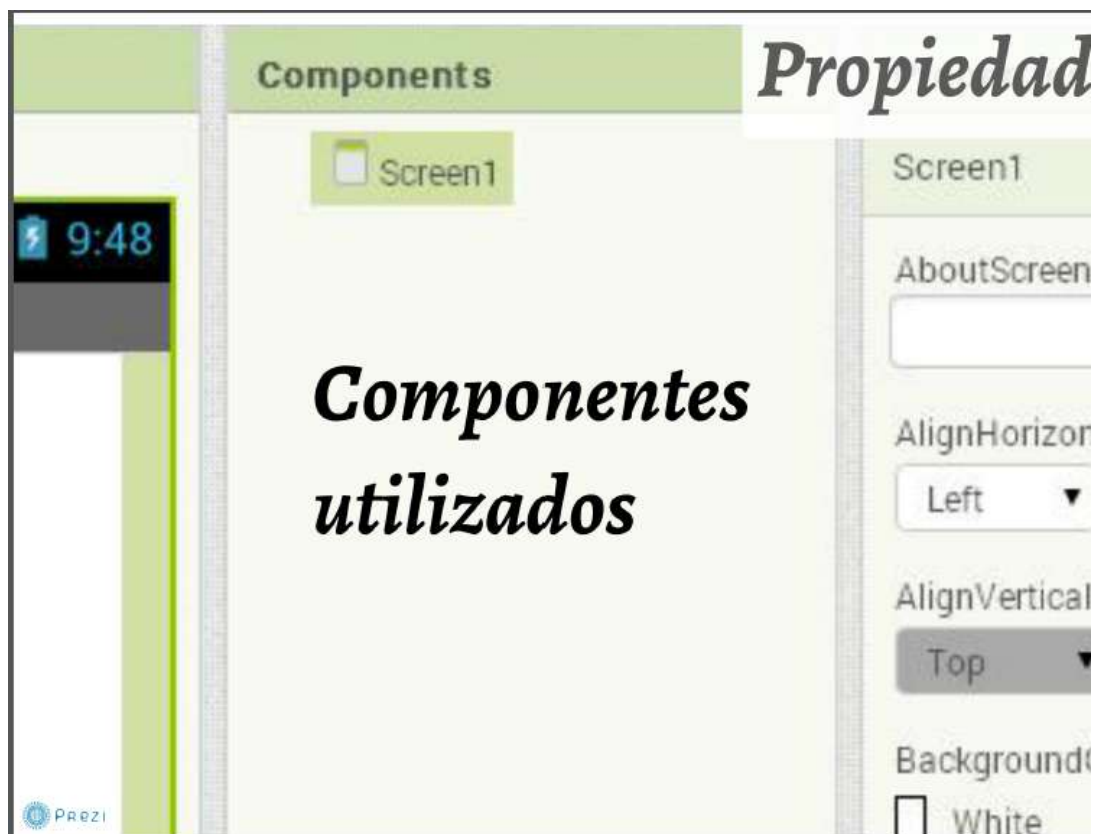 Components
Propiedad
Screen1
Screen1
9:48
AboutScreen
Componentes
utilizados
AlignHorizon
Left
AlignVertical
Top
Background
White
PREZI